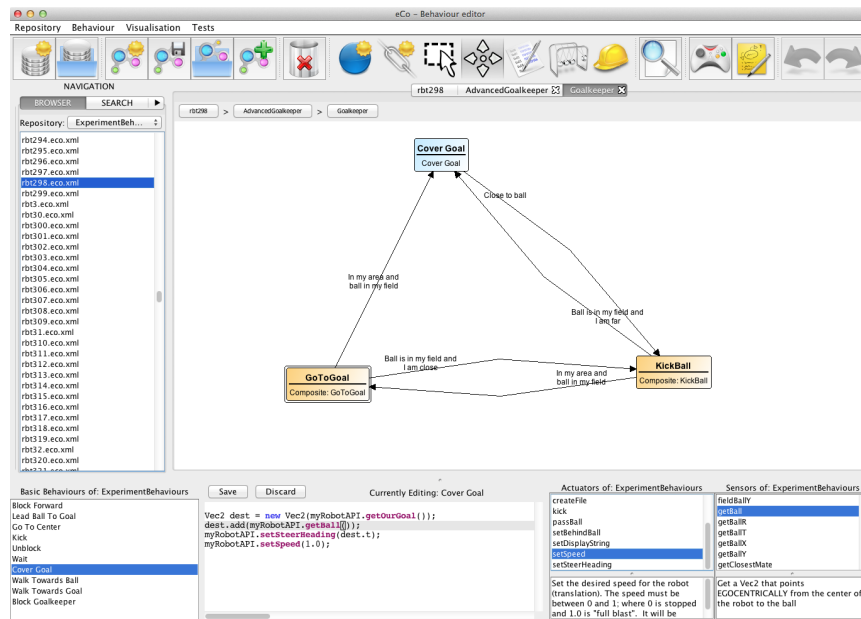 eCo - Behaviour editor
Repository Behaviour Visualisation Tests
NAVIGATION
BROWSER SEARCH
Repository: ExperimentBeh...
rbt294.eco.xml
rbt295.eco.xml
rbt296.eco.xml
rbt297.eco.xml
rbt298.eco.xml
rbt299.eco.xml
rbt3.eco.xml
rbt30.eco.xml
rbt300.eco.xml
rbt301.eco.xml
rbt302.eco.xml
rbt303.eco.xml
rbt304.eco.xml
rbt305.eco.xml
rbt306.eco.xml
rbt307.eco.xml
rbt308.eco.xml
rbt309.eco.xml
rbt31.eco.xml
rbt310.eco.xml
rbt311.eco.xml
rbt312.eco.xml
rbt313.eco.xml
rbt314.eco.xml
rbt315.eco.xml
rbt316.eco.xml
rbt317.eco.xml
rbt318.eco.xml
rbt319.eco.xml
rbt32.eco.xml
rbt320.eco.xml
rbt321.eco.xml
rbt298 AdvancedGoalkeeper Goalkeeper
rbt298 > AdvancedGoalkeeper > Goalkeeper
Cover Goal
Cover Goal
Close to ball
In my area and
ball in my field
Ball is in my field and
I am far
Ball is in my field and
I am close
In my area and
ball in my field
GoToGoal
Composite: GoToGoal
KickBall
Composite: KickBall
Basic Behaviours of: ExperimentBehaviours
Block Forward
Lead Ball To Goal
Go To Center
Kick
Unblock
Wait
Cover Goal
Walk Towards Ball
Walk Towards Goal
Block Goalkeeper
Save Discard Currently Editing: Cover Goal
Vec2 dest = new Vec2(myRobotAPI.getOurGoal());
dest.add(myRobotAPI.getBall());
myRobotAPI.setSteerHeading(dest.t);
myRobotAPI.setSpeed(1.0);
Actuators of: ExperimentBehaviours
createFile
kick
passBall
setBehindBall
setDisplayString
setSpeed
setSteerHeading
Set the desired speed for the robot
(translation). The speed must be
between 0 and 1; where 0 is stopped
and 1.0 is "full blast". It will be
Sensors of: ExperimentBehaviours
fieldBallY
getBall
getBallR
getBallT
getBallX
getBallY
getClosestMate
Get a Vec2 that points
EGOCENTRICALLY from the center of
the robot to the ball